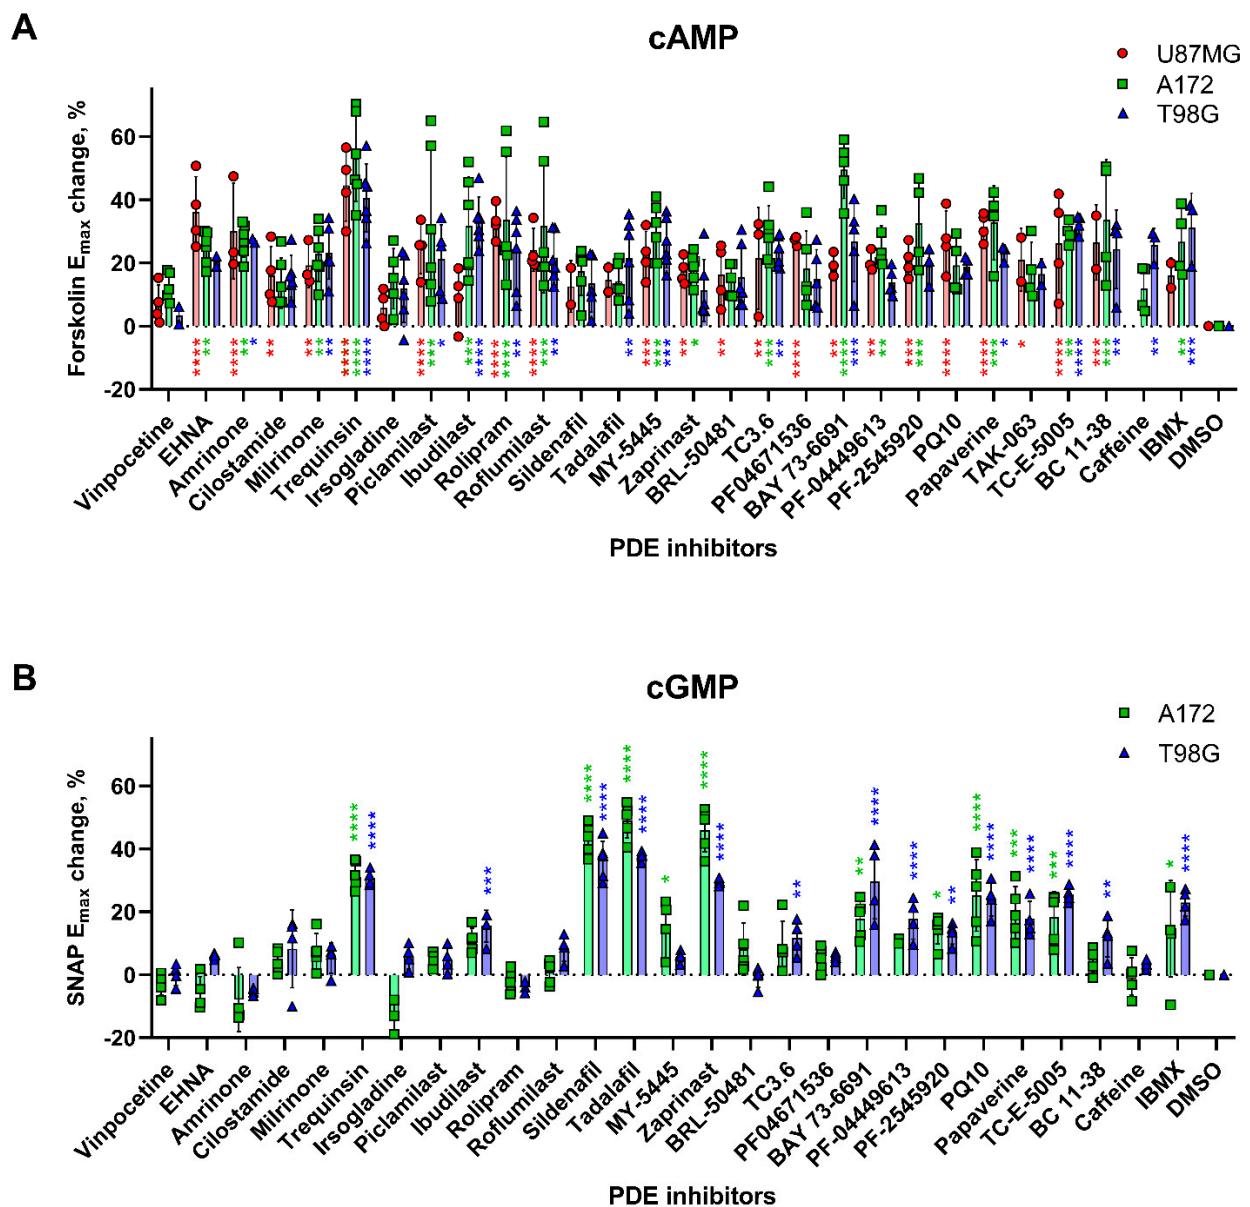 A
cAMP
U87MG
A172
T98G
Forskolin Emax change, %
60
40
20
0
-20
Vinpocetine
EHNA
Amrinone
Cilostamide
Milrinone
Trequinsin
Irsogladine
Piclamilast
Ibudilast
Rolipram
Roflumilast
Sildenafil
Tadalafil
MY-5445
Zaprinast
BRL-50481
TC3.6
PF04671536
BAY 73-6691
PF-04449613
PF-2545920
PQ10
Papaverine
TAK-063
TC-E-5005
BC 11-38
Caffeine
IBMX
DMSO
PDE inhibitors
B
cGMP
A172
T98G
SNAP Emax change, %
60
40
20
0
-20
Vinpocetine
EHNA
Amrinone
Cilostamide
Milrinone
Trequinsin
Irsogladine
Piclamilast
Ibudilast
Rolipram
Roflumilast
Sildenafil
Tadalafil
MY-5445
Zaprinast
BRL-50481
TC3.6
PF04671536
BAY 73-6691
PF-04449613
PF-2545920
PQ10
Papaverine
TC-E-5005
BC 11-38
Caffeine
IBMX
DMSO
PDE inhibitors